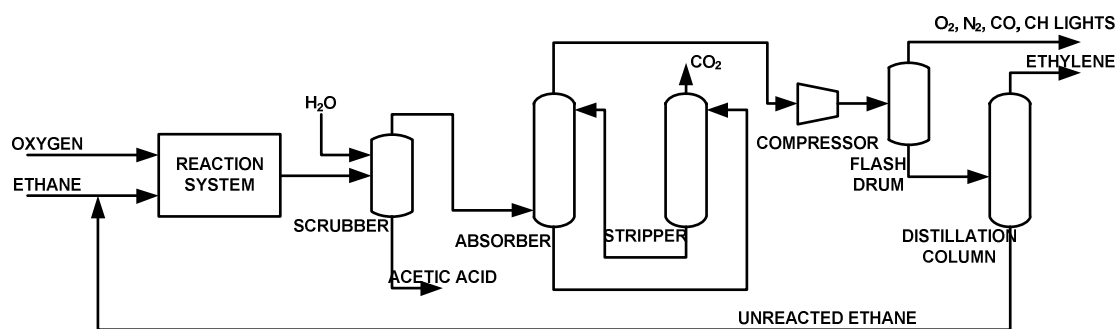 O₂, N₂, CO, CH LIGHTS
ETHYLENE
CO₂
H₂O
OXYGEN
REACTION
SYSTEM
ETHANE
COMPRESSOR
FLASH
DRUM
SCRUBBER
ABSORBER
STRIPPER
DISTILLATION
COLUMN
ACETIC ACID
UNREACTED ETHANE